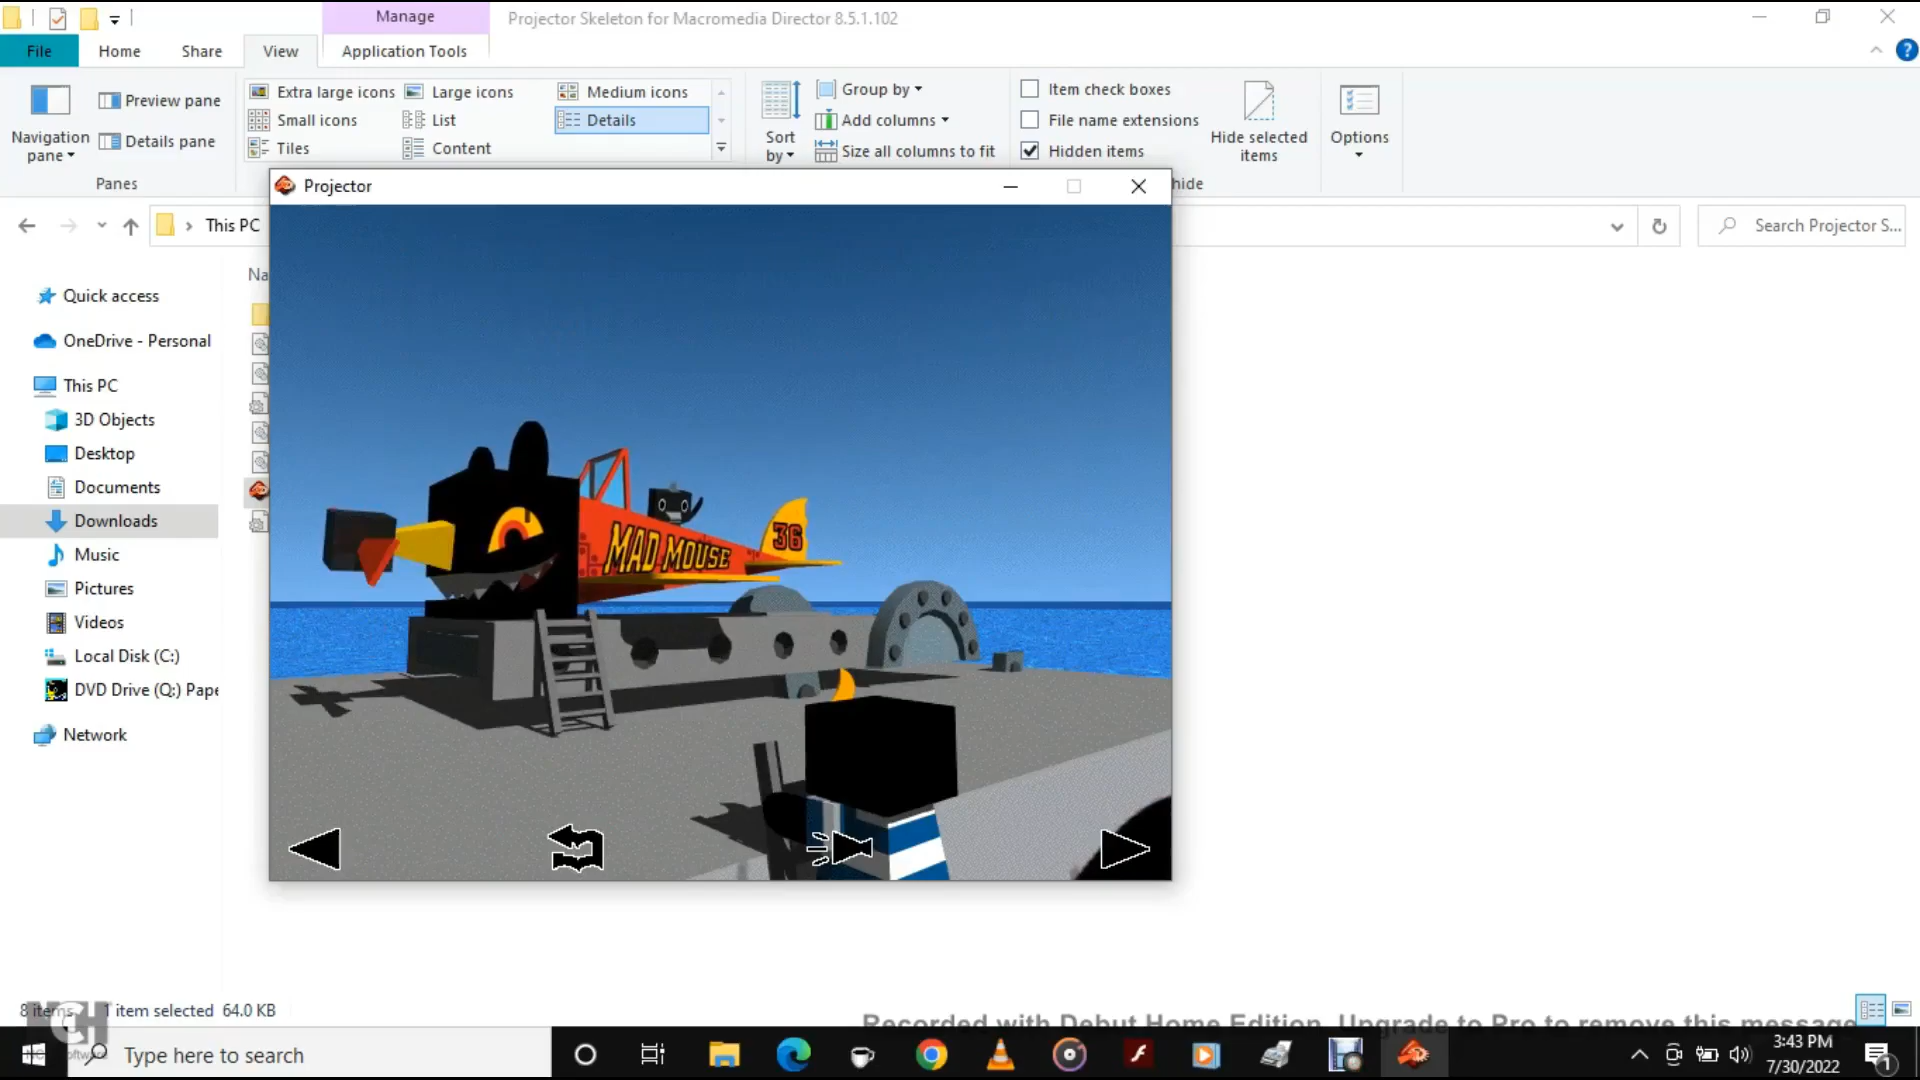 Manage
Projector Skeleton for Macromedia Director 8.5.1.102
File
Home
Share
View
Application Tools
Extra large icons
Large icons
Medium icons
Small icons
List
Details
Tiles
Content
Navigation pane
Preview pane
Details pane
Panes
Sort by
Group by
Add columns
Size all columns to fit
Item check boxes
File name extensions
Hidden items
Hide selected items
hide
Options
Projector
This PC
Search Projector S...
Na
Quick access
OneDrive - Personal
This PC
3D Objects
Desktop
Documents
Downloads
Music
Pictures
Videos
Local Disk (C:)
DVD Drive (Q:) Pape
Network
MAD MOUSE
36
8 items
1 item selected 64.0 KB
Recorded with Debut Home Edition. Upgrade to Pro to remove this message
NCH
Type here to search
3:43 PM
7/30/2022
1